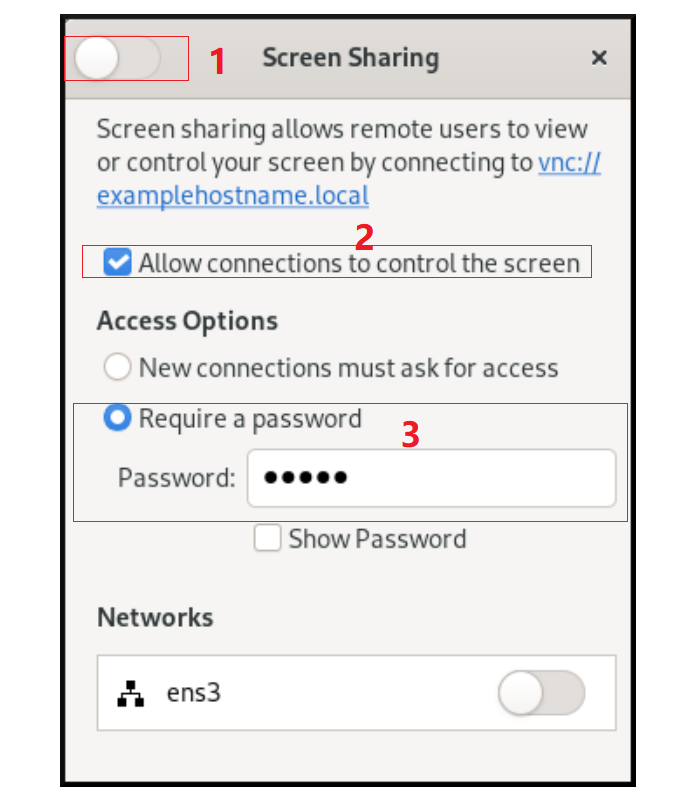 1
Screen Sharing
Screen sharing allows remote users to view
or control your screen by connecting to vnc://
examplehostname.local
2
Allow connections to control the screen
Access Options
New connections must ask for access
Require a password
3
Password: ●●●●●
Show Password
Networks
ens3